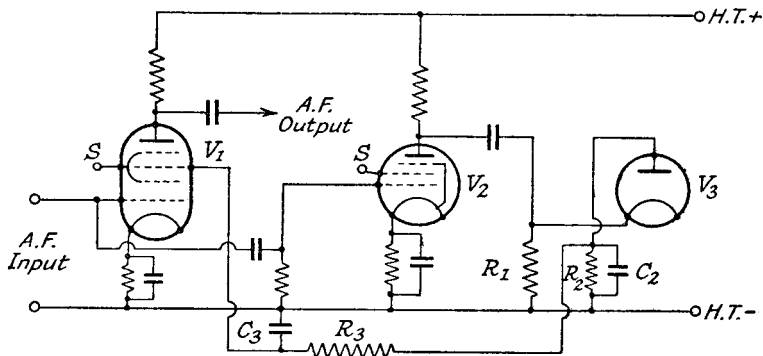 H.T.+
A.F.
Output
S
V1
S
V2
V3
A.F.
Input
R1
R2
C2
C3
R3
H.T.-